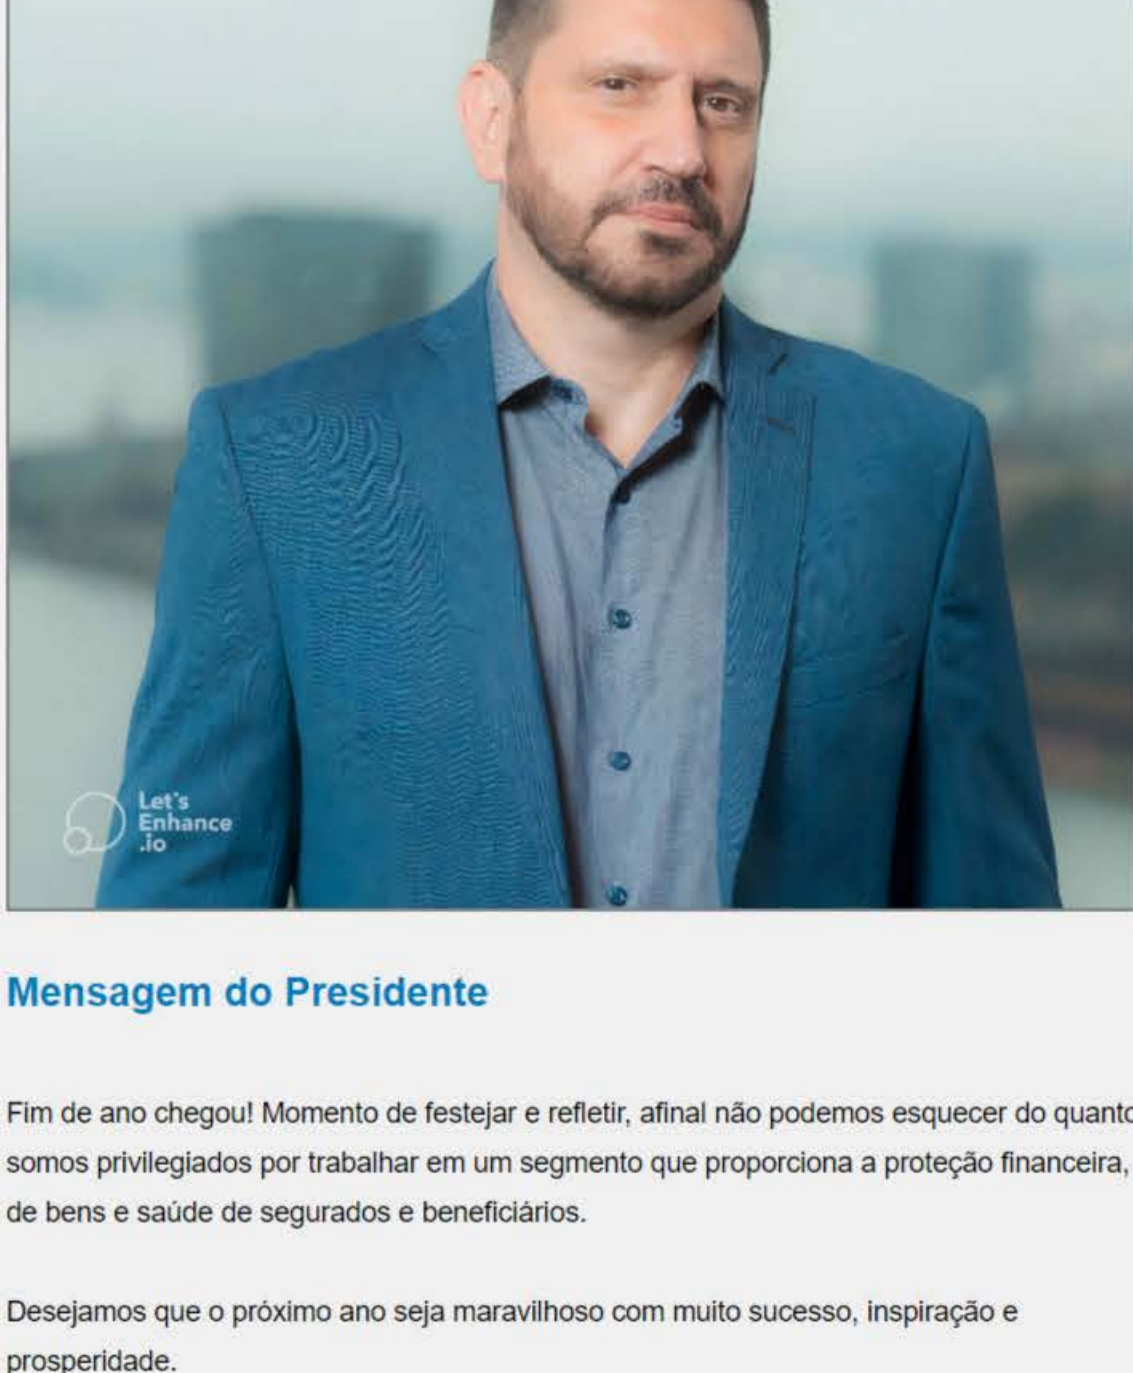 Let's
Enhance
.io
Mensagem do Presidente
Fim de ano chegou! Momento de festejar e refletir, afinal não podemos esquecer do quanto
somos privilegiados por trabalhar em um segmento que proporciona a proteção financeira,
de bens e saúde de segurados e beneficiários.
Desejamos que o próximo ano seja maravilhoso com muito sucesso, inspiração e
prosperidade.